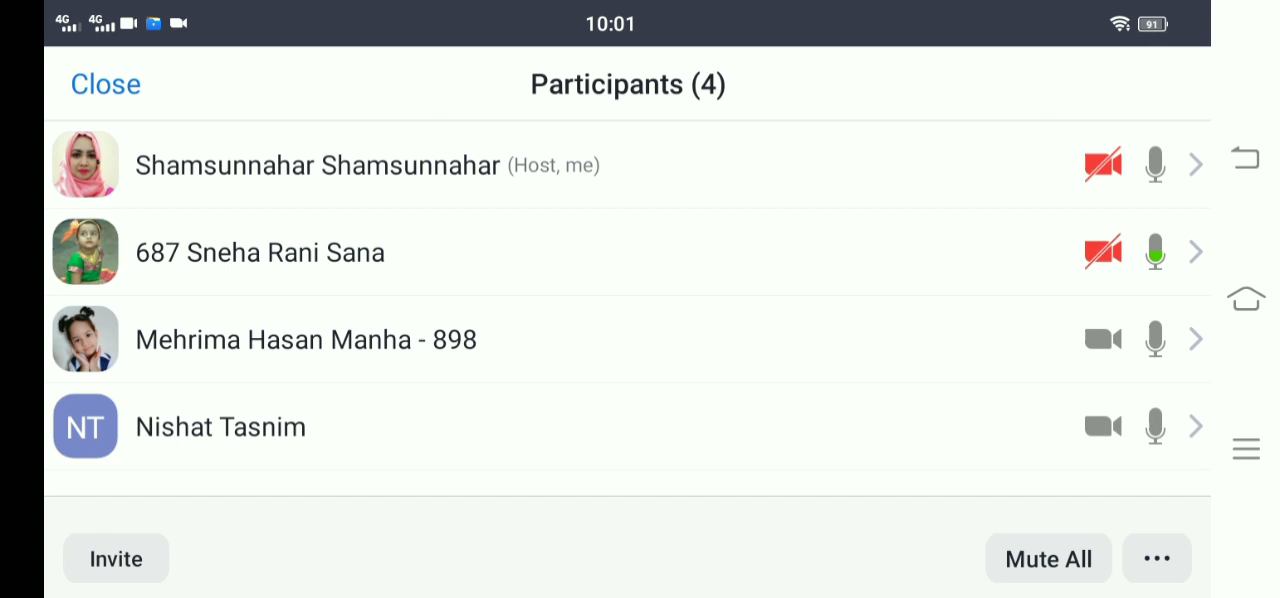 4G 4G 10:01 91
Close Participants (4)
Shamsunnahar Shamsunnahar (Host, me)
687 Sneha Rani Sana
Mehrima Hasan Manha - 898
NT Nishat Tasnim
Invite Mute All